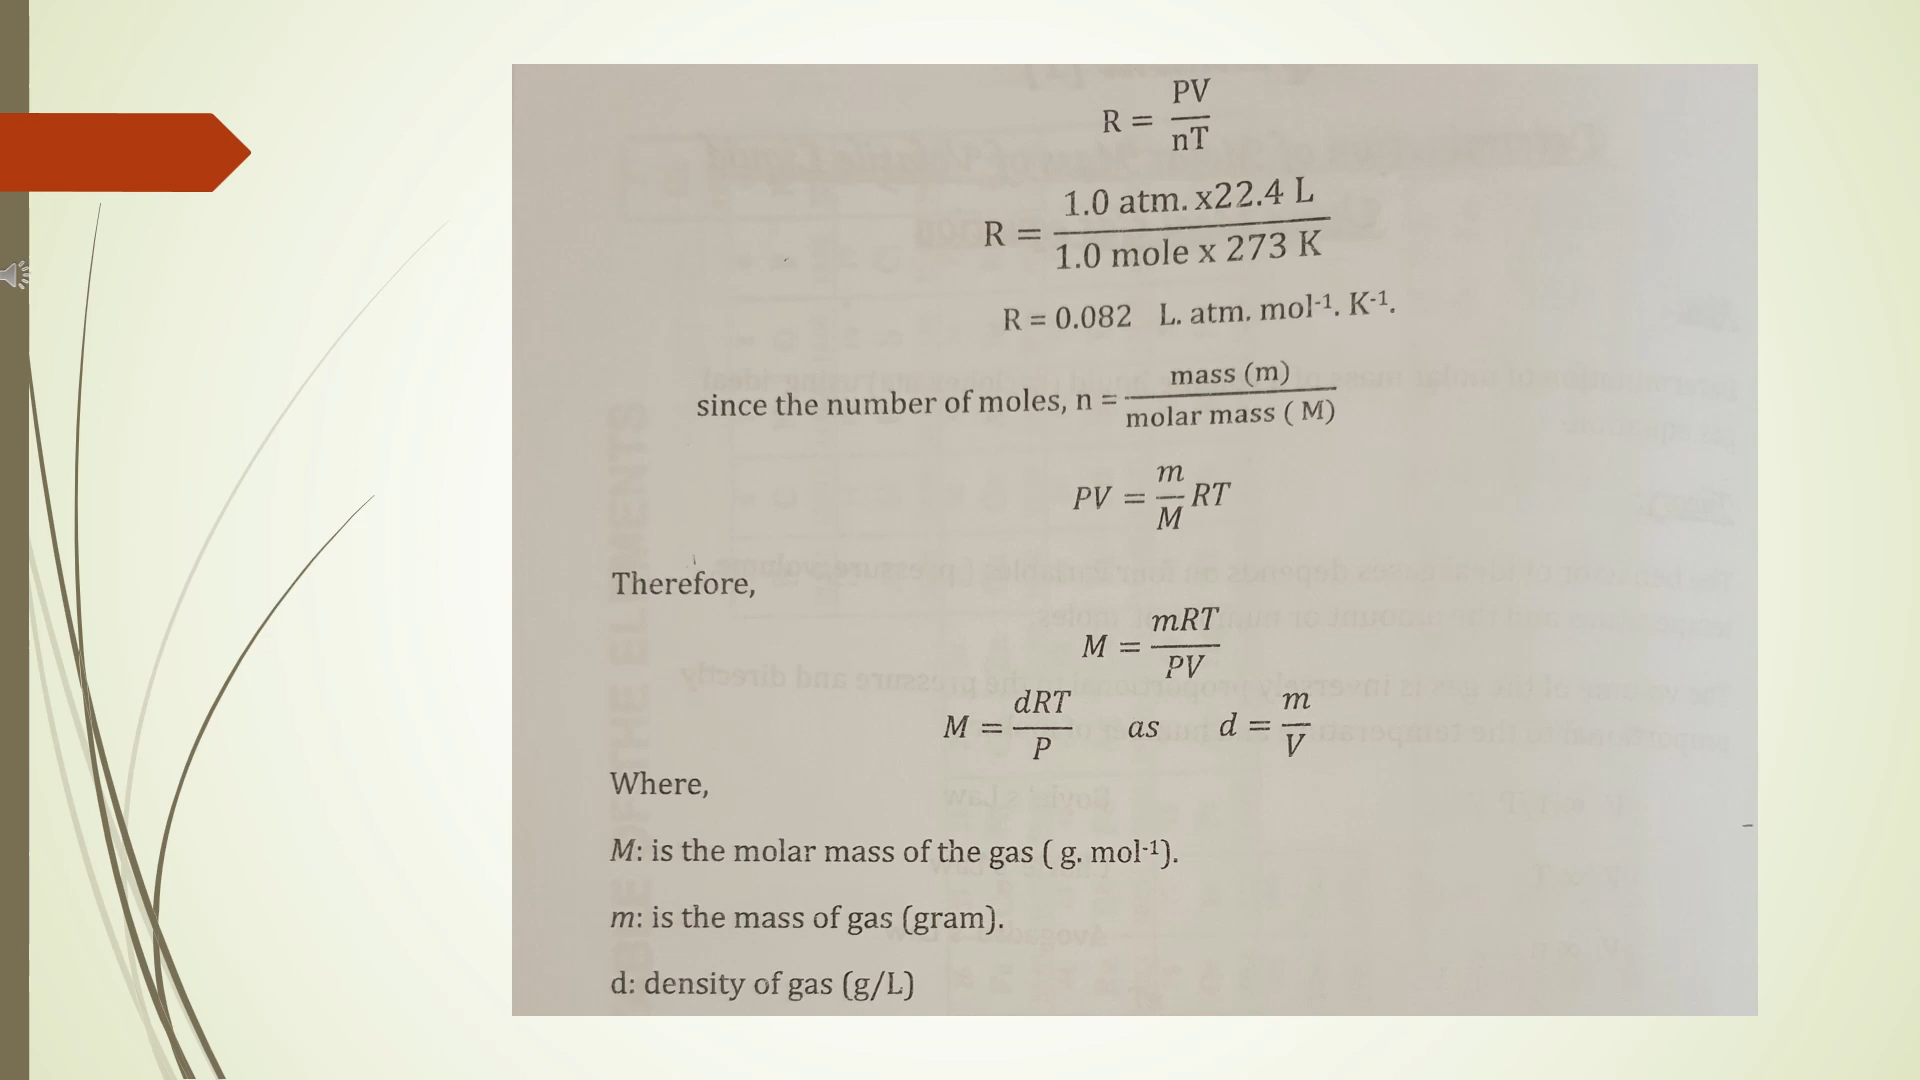 R = PV / nT
R = 1.0 atm. x22.4 L / 1.0 mole x 273 K
R = 0.082 L. atm. mol⁻¹. K⁻¹.
since the number of moles, n = mass (m) / molar mass ( M)
PV = m / M RT
Therefore,
M = mRT / PV
M = dRT / P as d = m / V
Where,
M: is the molar mass of the gas ( g. mol⁻¹).
m: is the mass of gas (gram).
d: density of gas (g/L)